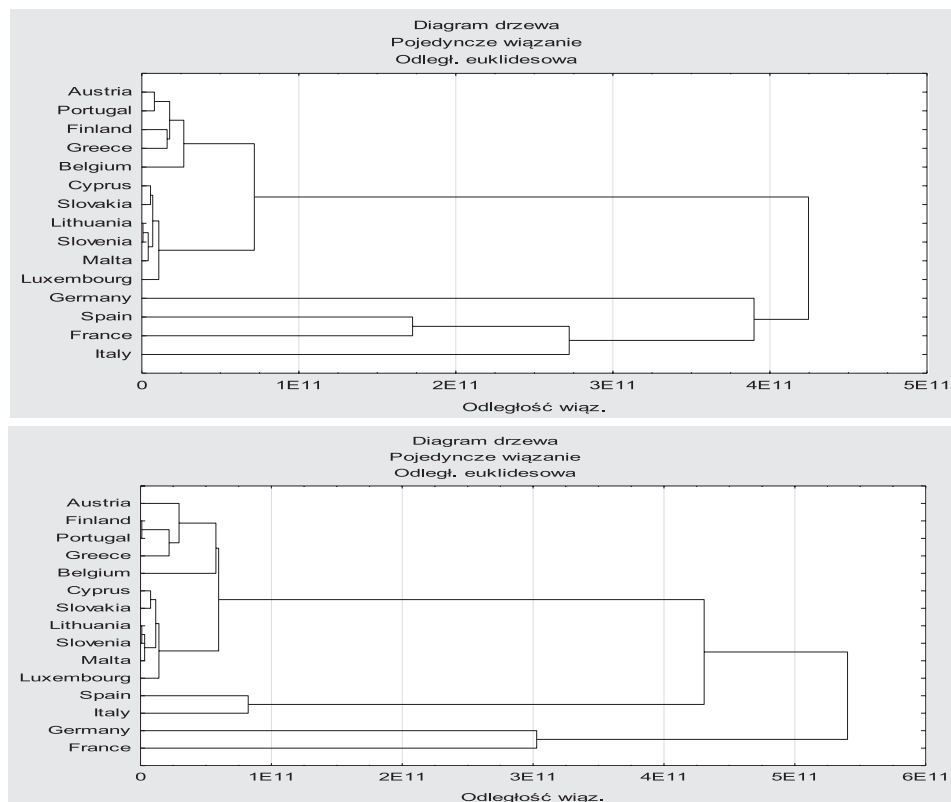 Diagram drzewa
Pojedyncze wiązanie
Odległ. euklidesowa
Austria
Portugal
Finland
Greece
Belgium
Cyprus
Slovakia
Lithuania
Slovenia
Malta
Luxembourg
Germany
Spain
France
Italy
0 1E11 2E11 3E11 4E11 5E11
Odległość wiąz.
Diagram drzewa
Pojedyncze wiązanie
Odległ. euklidesowa
Austria
Finland
Portugal
Greece
Belgium
Cyprus
Slovakia
Lithuania
Slovenia
Malta
Luxembourg
Spain
Italy
Germany
France
0 1E11 2E11 3E11 4E11 5E11 6E11
Odległość wiąz.